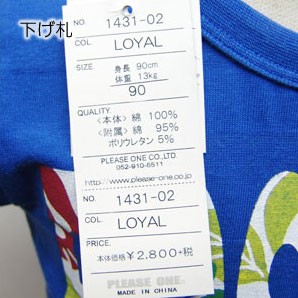 下げ札
NO. 1431-02
COL. LOYAL
SIZE. 身長 90cm
体重 13kg
90
QUALITY.
〈本体〉綿 100%
〈附属〉綿 95%
ポリウレタン 5%
PLEASE ONE CO.,LTD.
052-910-6511
http://www.please-one.jp
NO. 1431-02
COL. LOYAL
PRICE.
本体価格 ¥2,800+税
PLEASE ONE.
MADE IN CHINA